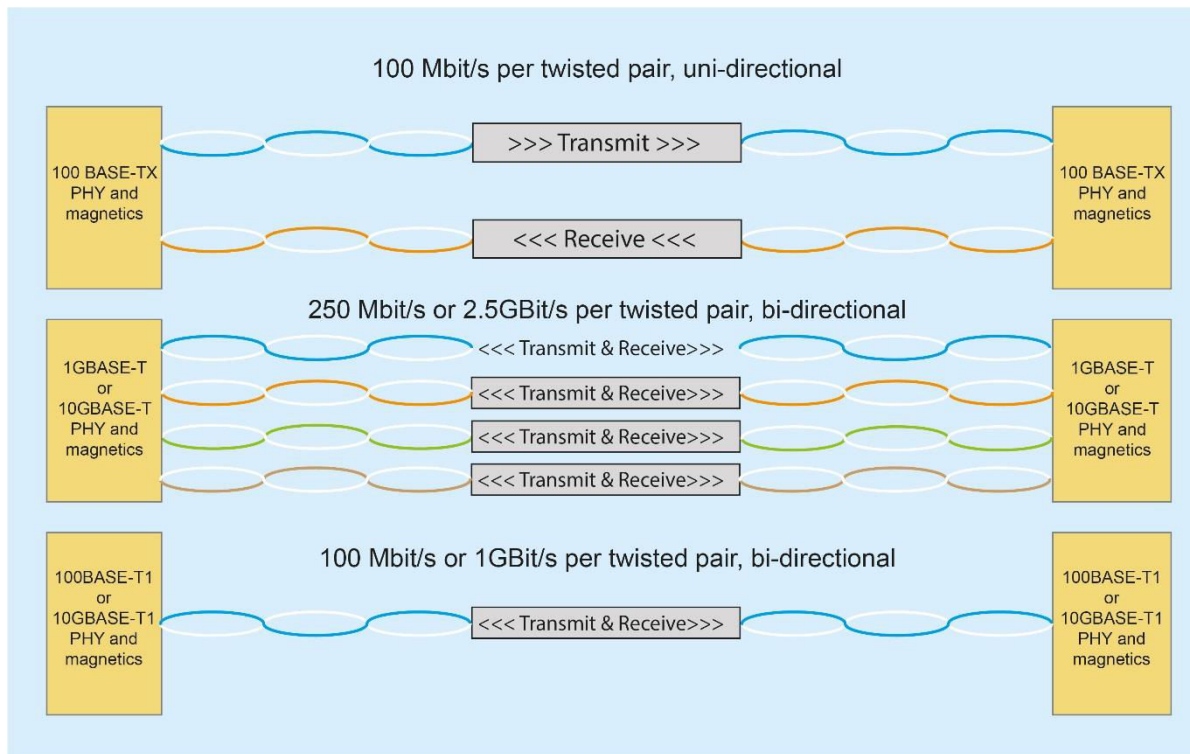 100 Mbit/s per twisted pair, uni-directional
100 BASE-TX
PHY and
magnetics
>>> Transmit >>>
<<< Receive <<<
100 BASE-TX
PHY and
magnetics
250 Mbit/s or 2.5GBit/s per twisted pair, bi-directional
1GBASE-T
or
10GBASE-T
PHY and
magnetics
<<< Transmit & Receive>>>
<<< Transmit & Receive>>>
<<< Transmit & Receive>>>
<<< Transmit & Receive>>>
1GBASE-T
or
10GBASE-T
PHY and
magnetics
100 Mbit/s or 1GBit/s per twisted pair, bi-directional
100BASE-T1
or
10GBASE-T1
PHY and
magnetics
<<< Transmit & Receive>>>
100BASE-T1
or
10GBASE-T1
PHY and
magnetics